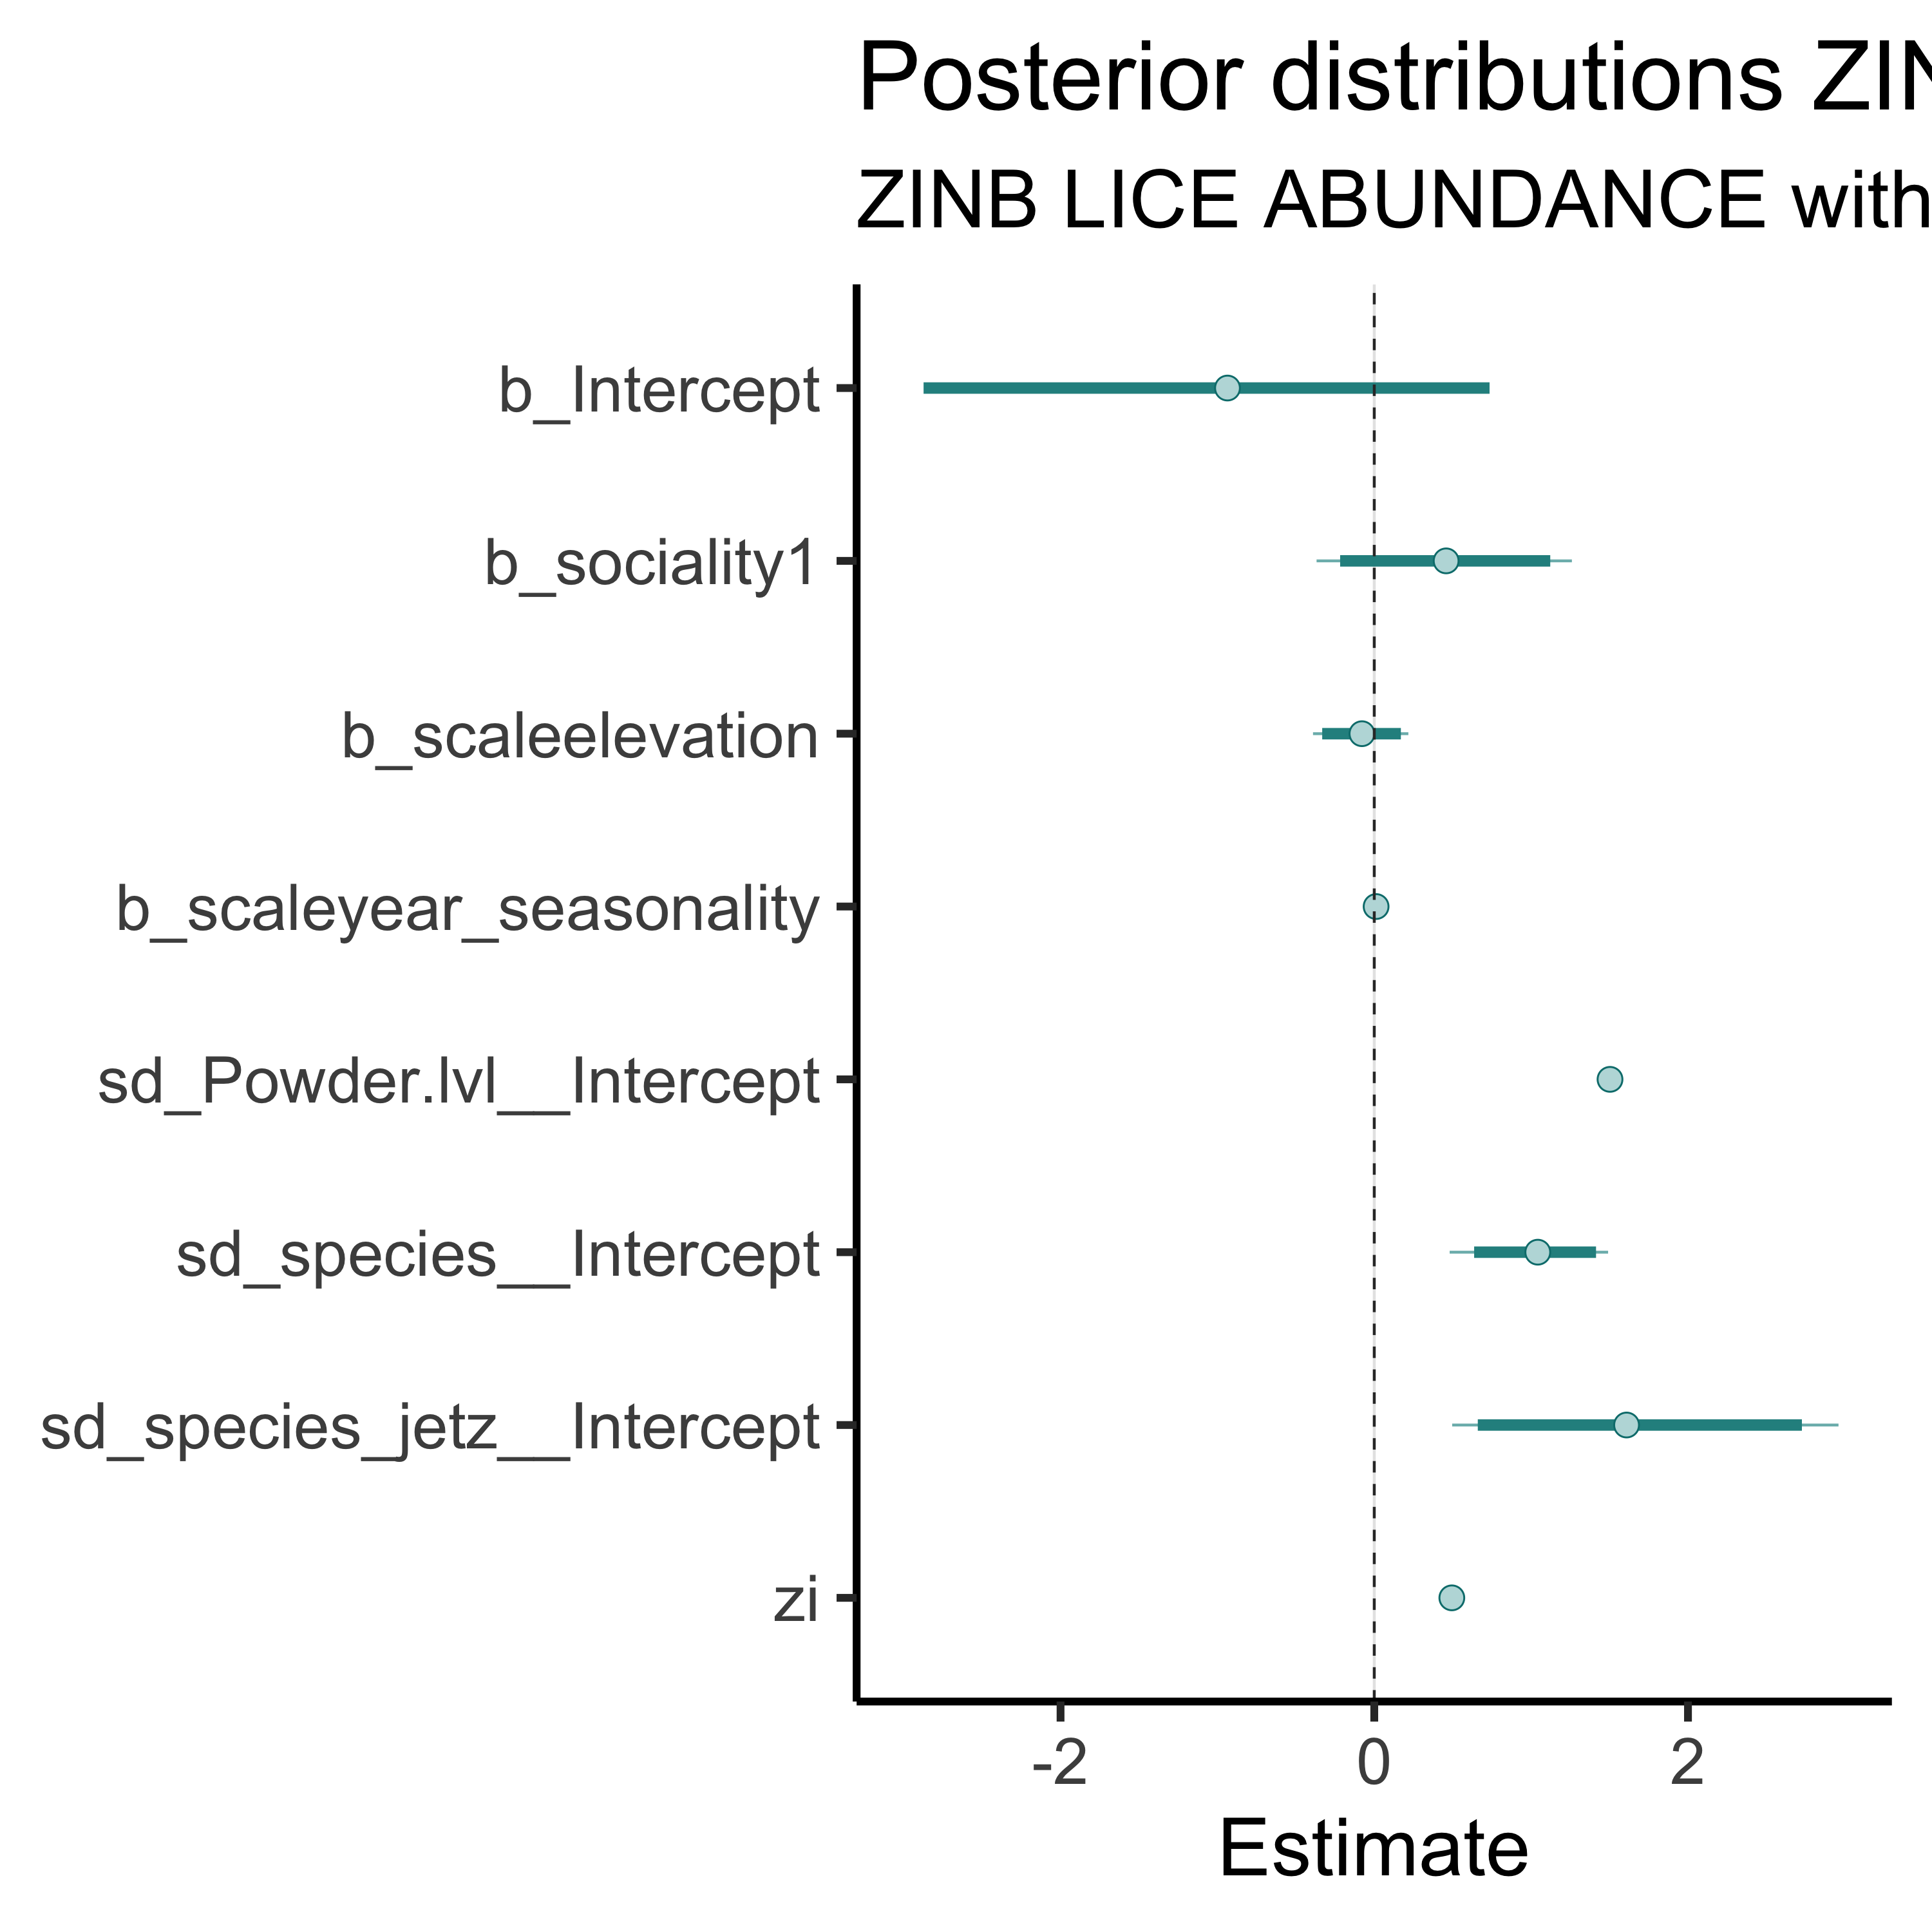 Posterior distributions ZIN
ZINB LICE ABUNDANCE with
b_Intercept
b_sociality1
b_scaleelevation
b_scaleyear_seasonality
sd_Powder.lvl__Intercept
sd_species__Intercept
sd_species_jetz__Intercept
zi
-2 0 2
Estimate